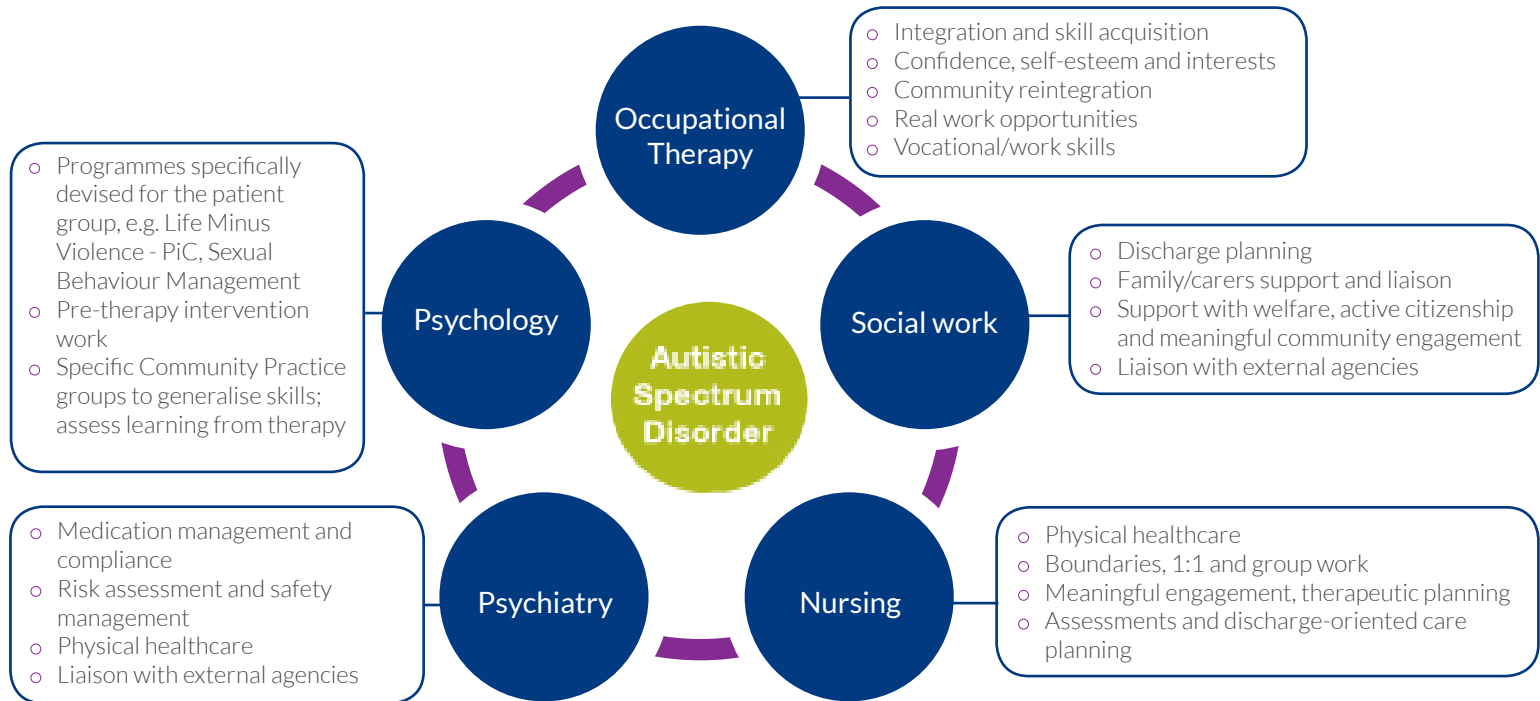 Occupational
Therapy
○ Integration and skill acquisition
○ Confidence, self-esteem and interests
○ Community reintegration
○ Real work opportunities
○ Vocational/work skills
○ Programmes specifically
devised for the patient
group, e.g. Life Minus
Violence - PiC, Sexual
Behaviour Management
○ Pre-therapy intervention
work
○ Specific Community Practice
groups to generalise skills;
assess learning from therapy
Psychology
Autistic
Spectrum
Disorder
Social work
○ Discharge planning
○ Family/carers support and liaison
○ Support with welfare, active citizenship
and meaningful community engagement
○ Liaison with external agencies
○ Medication management and
compliance
○ Risk assessment and safety
management
○ Physical healthcare
○ Liaison with external agencies
Psychiatry
Nursing
○ Physical healthcare
○ Boundaries, 1:1 and group work
○ Meaningful engagement, therapeutic planning
○ Assessments and discharge-oriented care
planning